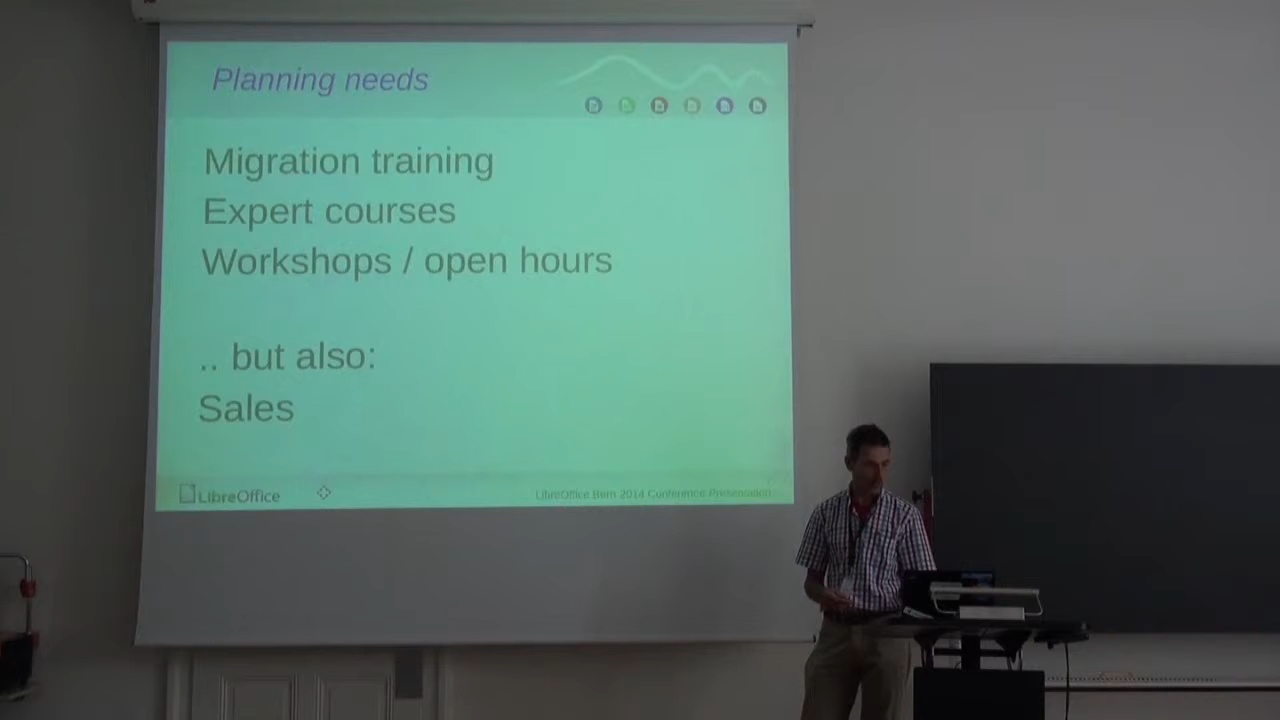 Planning needs
Migration training
Expert courses
Workshops / open hours
.. but also:
Sales
LibreOffice
LibreOffice Bern 2014 Conference Presentation